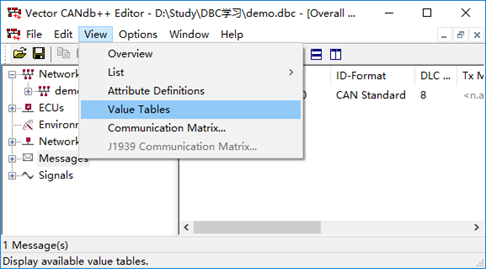 Vector CANdb++ Editor - D:\Study\DBC学习\demo.dbc - [Overall
File Edit View Options Window Help
Overview
List
Attribute Definitions
Value Tables
Communication Matrix...
J1939 Communication Matrix...
Network
ECUs
Environ
Network
Messages
Signals
ID-Format DLC ... Tx M
CAN Standard 8
1 Message(s)
Display available value tables.